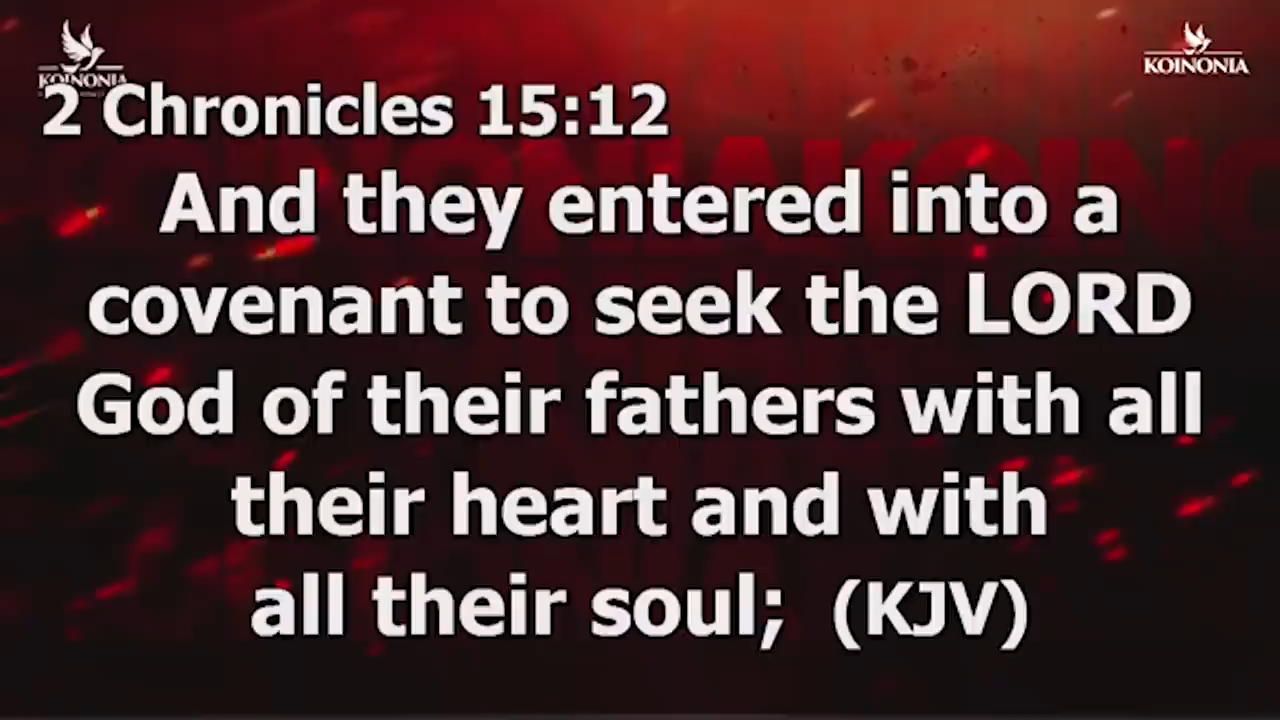 KOINONIA
KOINONIA
2 Chronicles 15:12
And they entered into a
covenant to seek the LORD
God of their fathers with all
their heart and with
all their soul; (KJV)